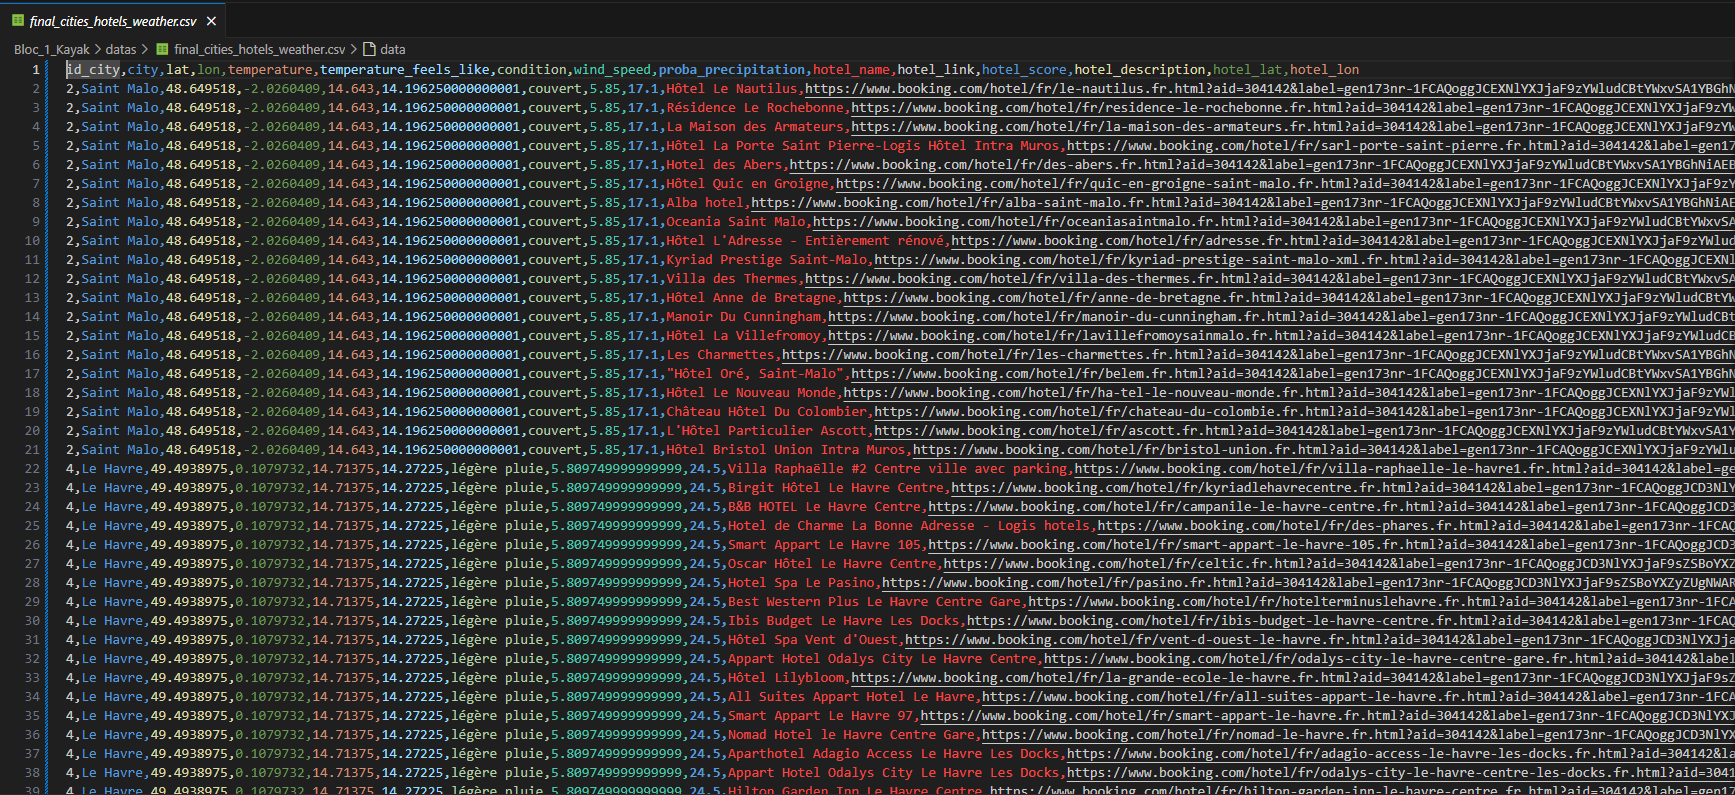 final_cities_hotels_weather.csv
Bloc_1_Kayak > datas > final_cities_hotels_weather.csv > data
1 id_city,city,lat,lon,temperature,temperature_feels_like,condition,wind_speed,proba_precipitation,hotel_name,hotel_link,hotel_score,hotel_description,hotel_lat,hotel_lon
2 2,Saint Malo,48.649518,-2.0260409,14.643,14.196250000000001,couvert,5.85,17.1,Hôtel Le Nautilus,https://www.booking.com/hotel/fr/le-nautilus.fr.html?aid=304142&label=
3 2,Saint Malo,48.649518,-2.0260409,14.643,14.196250000000001,couvert,5.85,17.1,Résidence Le Rochebonne,https://www.booking.com/hotel/fr/residence-le-rochebonne.fr.html?aid=304142&label=
4 2,Saint Malo,48.649518,-2.0260409,14.643,14.196250000000001,couvert,5.85,17.1,La Maison des Armateurs,https://www.booking.com/hotel/fr/la-maison-des-armateurs.fr.html?aid=304142&label=
5 2,Saint Malo,48.649518,-2.0260409,14.643,14.196250000000001,couvert,5.85,17.1,Hôtel La Porte Saint Pierre-Logis Hôtel Intra Muros,https://www.booking.com/hotel/fr/sarl-porte-saint-pierre.fr.html?aid=304142&label=gen17
6 2,Saint Malo,48.649518,-2.0260409,14.643,14.196250000000001,couvert,5.85,17.1,Hotel des Abers,https://www.booking.com/hotel/fr/des-abers.fr.html?aid=304142&label=
7 2,Saint Malo,48.649518,-2.0260409,14.643,14.196250000000001,couvert,5.85,17.1,Hôtel Quic en Groigne,https://www.booking.com/hotel/fr/quic-en-groigne-saint-malo.fr.html?aid=304142&label=
8 2,Saint Malo,48.649518,-2.0260409,14.643,14.196250000000001,couvert,5.85,17.1,Alba hotel,https://www.booking.com/hotel/fr/alba-saint-malo.fr.html?aid=304142&label=
9 2,Saint Malo,48.649518,-2.0260409,14.643,14.196250000000001,couvert,5.85,17.1,Oceania Saint Malo,https://www.booking.com/hotel/fr/oceaniasaintmalo.fr.html?aid=304142&label=
10 2,Saint Malo,48.649518,-2.0260409,14.643,14.196250000000001,couvert,5.85,17.1,Hôtel L'Adresse - Entièrement rénové,https://www.booking.com/hotel/fr/adresse.fr.html?aid=304142&label=
11 2,Saint Malo,48.649518,-2.0260409,14.643,14.196250000000001,couvert,5.85,17.1,Kyriad Prestige Saint-Malo,https://www.booking.com/hotel/fr/kyriad-prestige-saint-malo-xml.fr.html?aid=304142&label=
12 2,Saint Malo,48.649518,-2.0260409,14.643,14.196250000000001,couvert,5.85,17.1,Villa des Thermes,https://www.booking.com/hotel/fr/villa-des-thermes.fr.html?aid=304142&label=
13 2,Saint Malo,48.649518,-2.0260409,14.643,14.196250000000001,couvert,5.85,17.1,Hôtel Anne de Bretagne,https://www.booking.com/hotel/fr/anne-de-bretagne.fr.html?aid=304142&label=
14 2,Saint Malo,48.649518,-2.0260409,14.643,14.196250000000001,couvert,5.85,17.1,Manoir Du Cunningham,https://www.booking.com/hotel/fr/manoir-du-cunningham.fr.html?aid=304142&label=
15 2,Saint Malo,48.649518,-2.0260409,14.643,14.196250000000001,couvert,5.85,17.1,Hôtel La Villefromoy,https://www.booking.com/hotel/fr/lavillefromoysainmalo.fr.html?aid=304142&label=
16 2,Saint Malo,48.649518,-2.0260409,14.643,14.196250000000001,couvert,5.85,17.1,Les Charmettes,https://www.booking.com/hotel/fr/les-charmettes.fr.html?aid=304142&label=
17 2,Saint Malo,48.649518,-2.0260409,14.643,14.196250000000001,couvert,5.85,17.1,"Hôtel Oré, Saint-Malo",https://www.booking.com/hotel/fr/belem.fr.html?aid=304142&label=
18 2,Saint Malo,48.649518,-2.0260409,14.643,14.196250000000001,couvert,5.85,17.1,Hôtel Le Nouveau Monde,https://www.booking.com/hotel/fr/ha-tel-le-nouveau-monde.fr.html?aid=304142&label=
19 2,Saint Malo,48.649518,-2.0260409,14.643,14.196250000000001,couvert,5.85,17.1,Château Hôtel Du Colombier,https://www.booking.com/hotel/fr/chateau-du-colombie.fr.html?aid=304142&label=
20 2,Saint Malo,48.649518,-2.0260409,14.643,14.196250000000001,couvert,5.85,17.1,L'Hôtel Particulier Ascott,https://www.booking.com/hotel/fr/ascott.fr.html?aid=304142&label=
21 2,Saint Malo,48.649518,-2.0260409,14.643,14.196250000000001,couvert,5.85,17.1,Hôtel Bristol Union Intra Muros,https://www.booking.com/hotel/fr/bristol-union.fr.html?aid=304142&label=
22 4,Le Havre,49.4938975,0.1079732,14.71375,14.27225,légère pluie,5.809749999999999,24.5,Villa Raphaëlle #2 Centre ville avec parking,https://www.booking.com/hotel/fr/villa-raphaelle-le-havre1.fr.html?aid=304142&label=
23 4,Le Havre,49.4938975,0.1079732,14.71375,14.27225,légère pluie,5.809749999999999,24.5,Birgit Hôtel Le Havre Centre,https://www.booking.com/hotel/fr/kyriadlehavrecentre.fr.html?aid=304142&label=
24 4,Le Havre,49.4938975,0.1079732,14.71375,14.27225,légère pluie,5.809749999999999,24.5,B&B HOTEL Le Havre Centre,https://www.booking.com/hotel/fr/campanile-le-havre-centre.fr.html?aid=304142&label=
25 4,Le Havre,49.4938975,0.1079732,14.71375,14.27225,légère pluie,5.809749999999999,24.5,Hotel de Charme La Bonne Adresse - Logis hotels,https://www.booking.com/hotel/fr/des-phares.fr.html?aid=304142&label=
26 4,Le Havre,49.4938975,0.1079732,14.71375,14.27225,légère pluie,5.809749999999999,24.5,Smart Appart Le Havre 105,https://www.booking.com/hotel/fr/smart-appart-le-havre-105.fr.html?aid=304142&label=
27 4,Le Havre,49.4938975,0.1079732,14.71375,14.27225,légère pluie,5.809749999999999,24.5,Oscar Hôtel Le Havre Centre,https://www.booking.com/hotel/fr/celtic.fr.html?aid=304142&label=
28 4,Le Havre,49.4938975,0.1079732,14.71375,14.27225,légère pluie,5.809749999999999,24.5,Hotel Spa Le Pasino,https://www.booking.com/hotel/fr/pasino.fr.html?aid=304142&label=
29 4,Le Havre,49.4938975,0.1079732,14.71375,14.27225,légère pluie,5.809749999999999,24.5,Best Western Plus Le Havre Centre Gare,https://www.booking.com/hotel/fr/hotelterminuslehavre.fr.html?aid=304142&label=
30 4,Le Havre,49.4938975,0.1079732,14.71375,14.27225,légère pluie,5.809749999999999,24.5,Ibis Budget Le Havre Les Docks,https://www.booking.com/hotel/fr/ibis-budget-le-havre-centre.fr.html?aid=304142&label=
31 4,Le Havre,49.4938975,0.1079732,14.71375,14.27225,légère pluie,5.809749999999999,24.5,Hôtel Spa Vent d'Ouest,https://www.booking.com/hotel/fr/vent-d-ouest-le-havre.fr.html?aid=304142&label=
32 4,Le Havre,49.4938975,0.1079732,14.71375,14.27225,légère pluie,5.809749999999999,24.5,Appart Hotel Odalys City Le Havre Centre,https://www.booking.com/hotel/fr/odalys-city-le-havre-centre-gare.fr.html?aid=304142&label=
33 4,Le Havre,49.4938975,0.1079732,14.71375,14.27225,légère pluie,5.809749999999999,24.5,Hôtel Lilybloom,https://www.booking.com/hotel/fr/la-grande-ecole-le-havre.fr.html?aid=304142&label=
34 4,Le Havre,49.4938975,0.1079732,14.71375,14.27225,légère pluie,5.809749999999999,24.5,All Suites Appart Hotel Le Havre,https://www.booking.com/hotel/fr/all-suites-appart-le-havre.fr.html?aid=304142&label=
35 4,Le Havre,49.4938975,0.1079732,14.71375,14.27225,légère pluie,5.809749999999999,24.5,Smart Appart Le Havre 97,https://www.booking.com/hotel/fr/smart-appart-le-havre.fr.html?aid=304142&label=
36 4,Le Havre,49.4938975,0.1079732,14.71375,14.27225,légère pluie,5.809749999999999,24.5,Nomad Hotel le Havre Centre Gare,https://www.booking.com/hotel/fr/nomad-le-havre.fr.html?aid=304142&label=
37 4,Le Havre,49.4938975,0.1079732,14.71375,14.27225,légère pluie,5.809749999999999,24.5,Aparthotel Adagio Access Le Havre Les Docks,https://www.booking.com/hotel/fr/adagio-access-le-havre-les-docks.fr.html?aid=304142&la
38 4,Le Havre,49.4938975,0.1079732,14.71375,14.27225,légère pluie,5.809749999999999,24.5,Appart Hotel Odalys City Le Havre Les Docks,https://www.booking.com/hotel/fr/odalys-city-le-havre-centre-les-docks.fr.html?aid=304142
39 4,Le Havre,49.4938975,0.1079732,14.71375,14.27225,légère pluie,5.809749999999999,24.5,Hilton Garden Inn Le Havre Centre,https://www.booking.com/hotel/fr/hilton-garden-inn-le-havre-centre.fr.html?aid=304142&label=